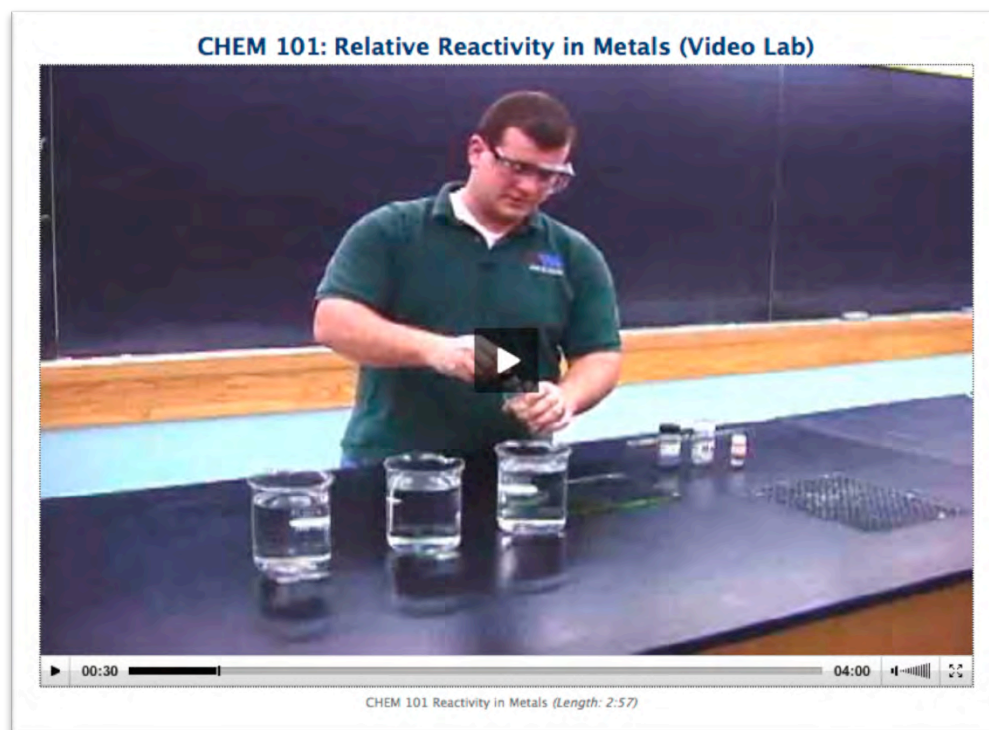 CHEM 101: Relative Reactivity in Metals (Video Lab)
00:30
04:00
CHEM 101 Reactivity in Metals (Length: 2:57)